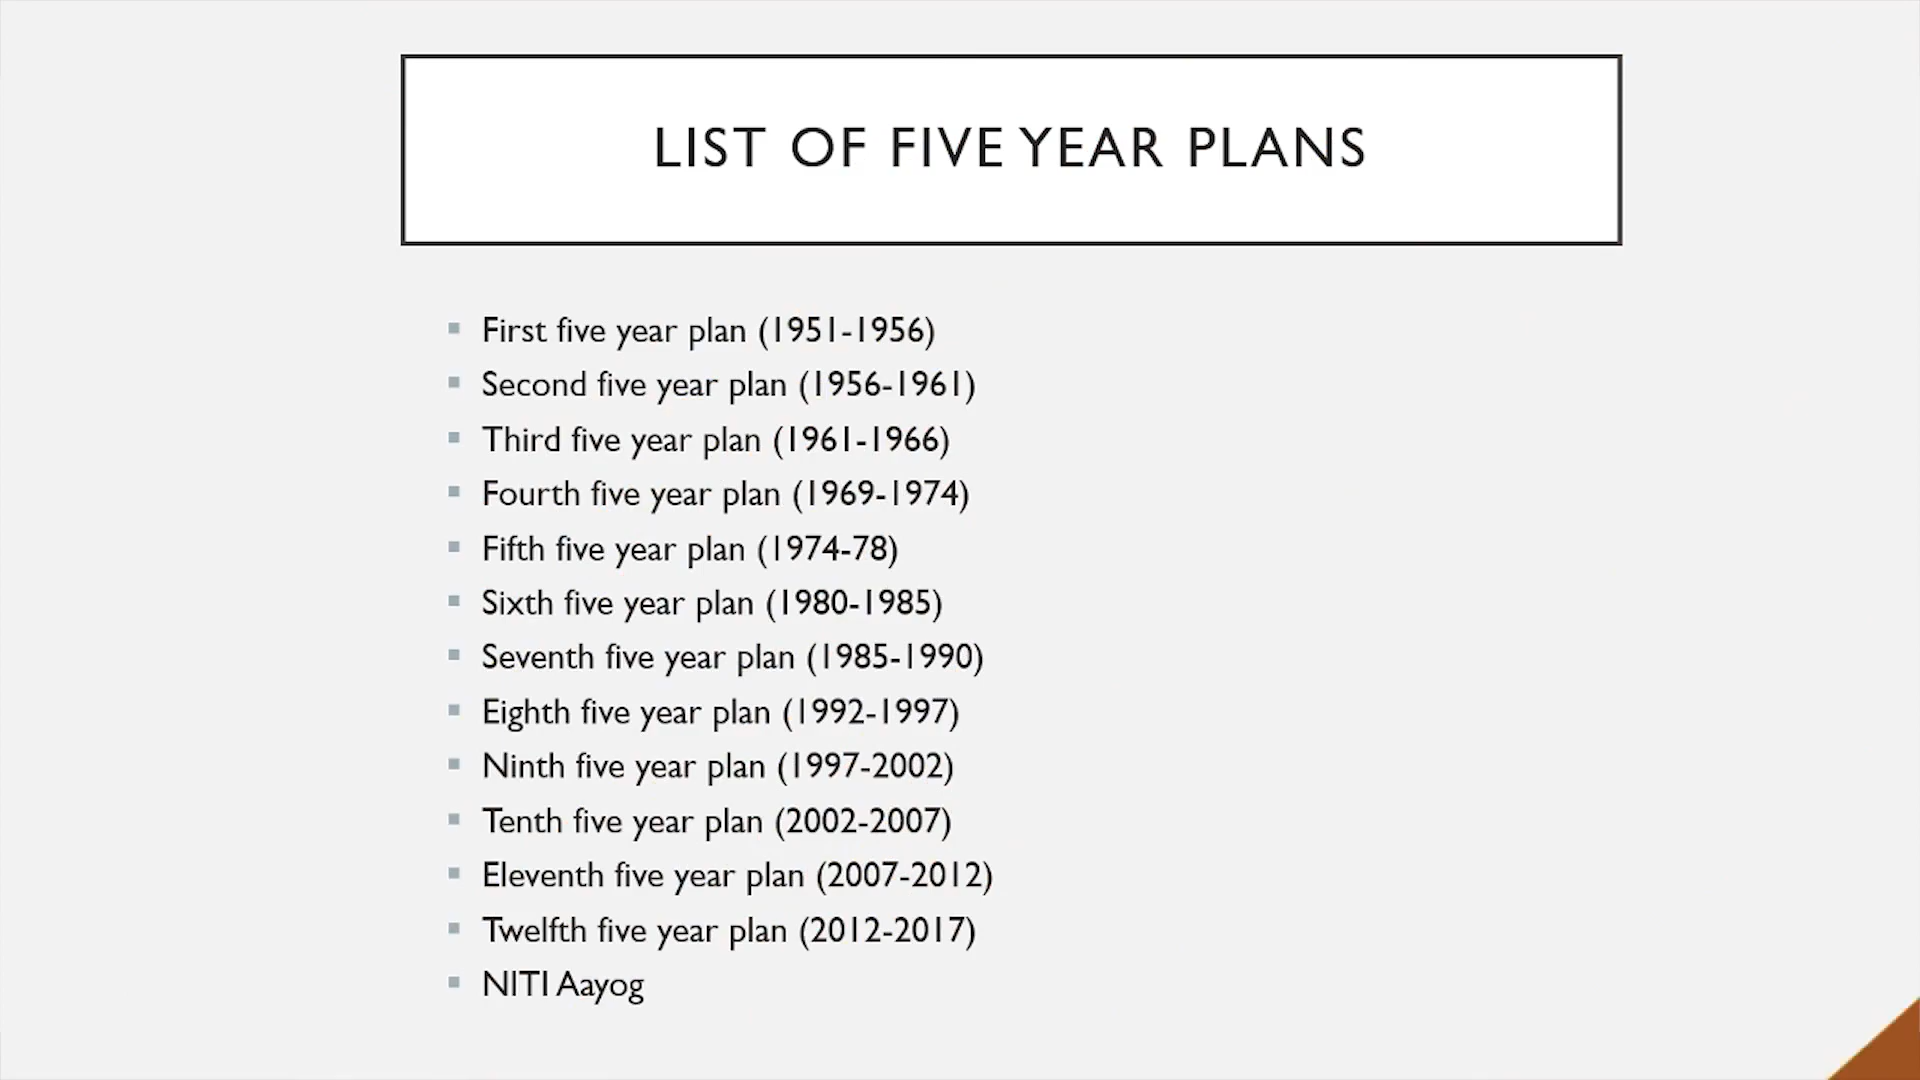 LIST OF FIVE YEAR PLANS
First five year plan (1951-1956)
Second five year plan (1956-1961)
Third five year plan (1961-1966)
Fourth five year plan (1969-1974)
Fifth five year plan (1974-78)
Sixth five year plan (1980-1985)
Seventh five year plan (1985-1990)
Eighth five year plan (1992-1997)
Ninth five year plan (1997-2002)
Tenth five year plan (2002-2007)
Eleventh five year plan (2007-2012)
Twelfth five year plan (2012-2017)
NITI Aayog